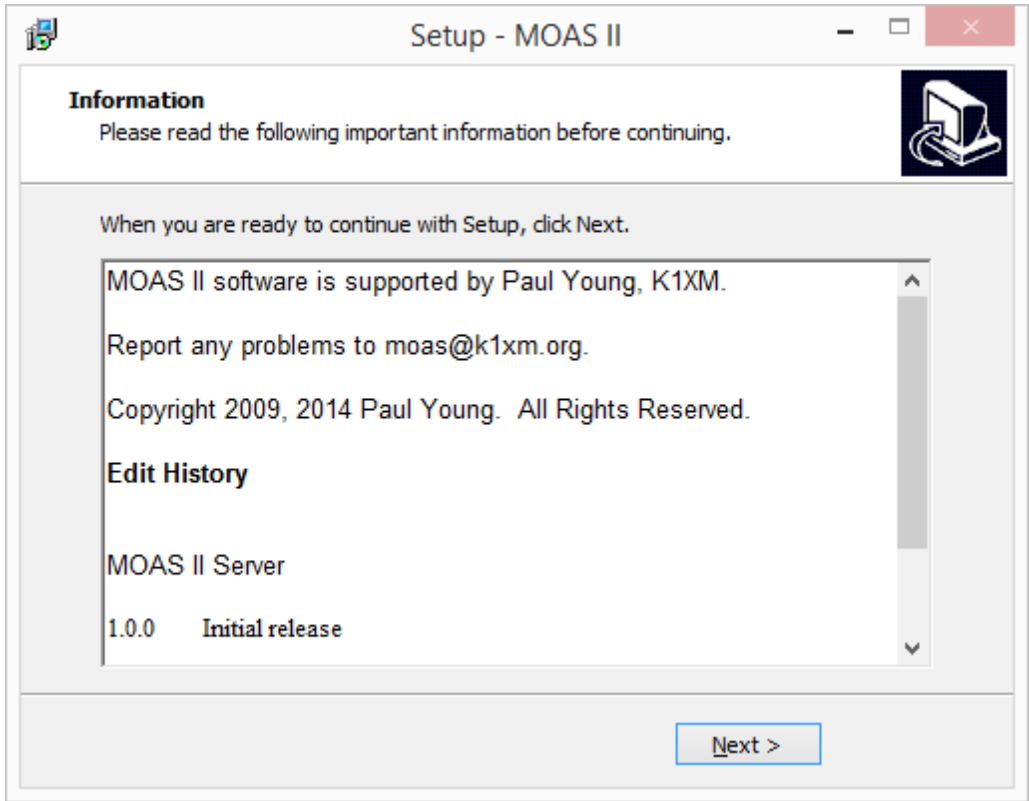 Setup - MOAS II
Information
Please read the following important information before continuing.
When you are ready to continue with Setup, click Next.
MOAS II software is supported by Paul Young, K1XM.
Report any problems to moas@k1xm.org.
Copyright 2009, 2014 Paul Young.  All Rights Reserved.
Edit History
MOAS II Server
1.0.0 Initial release
Next >